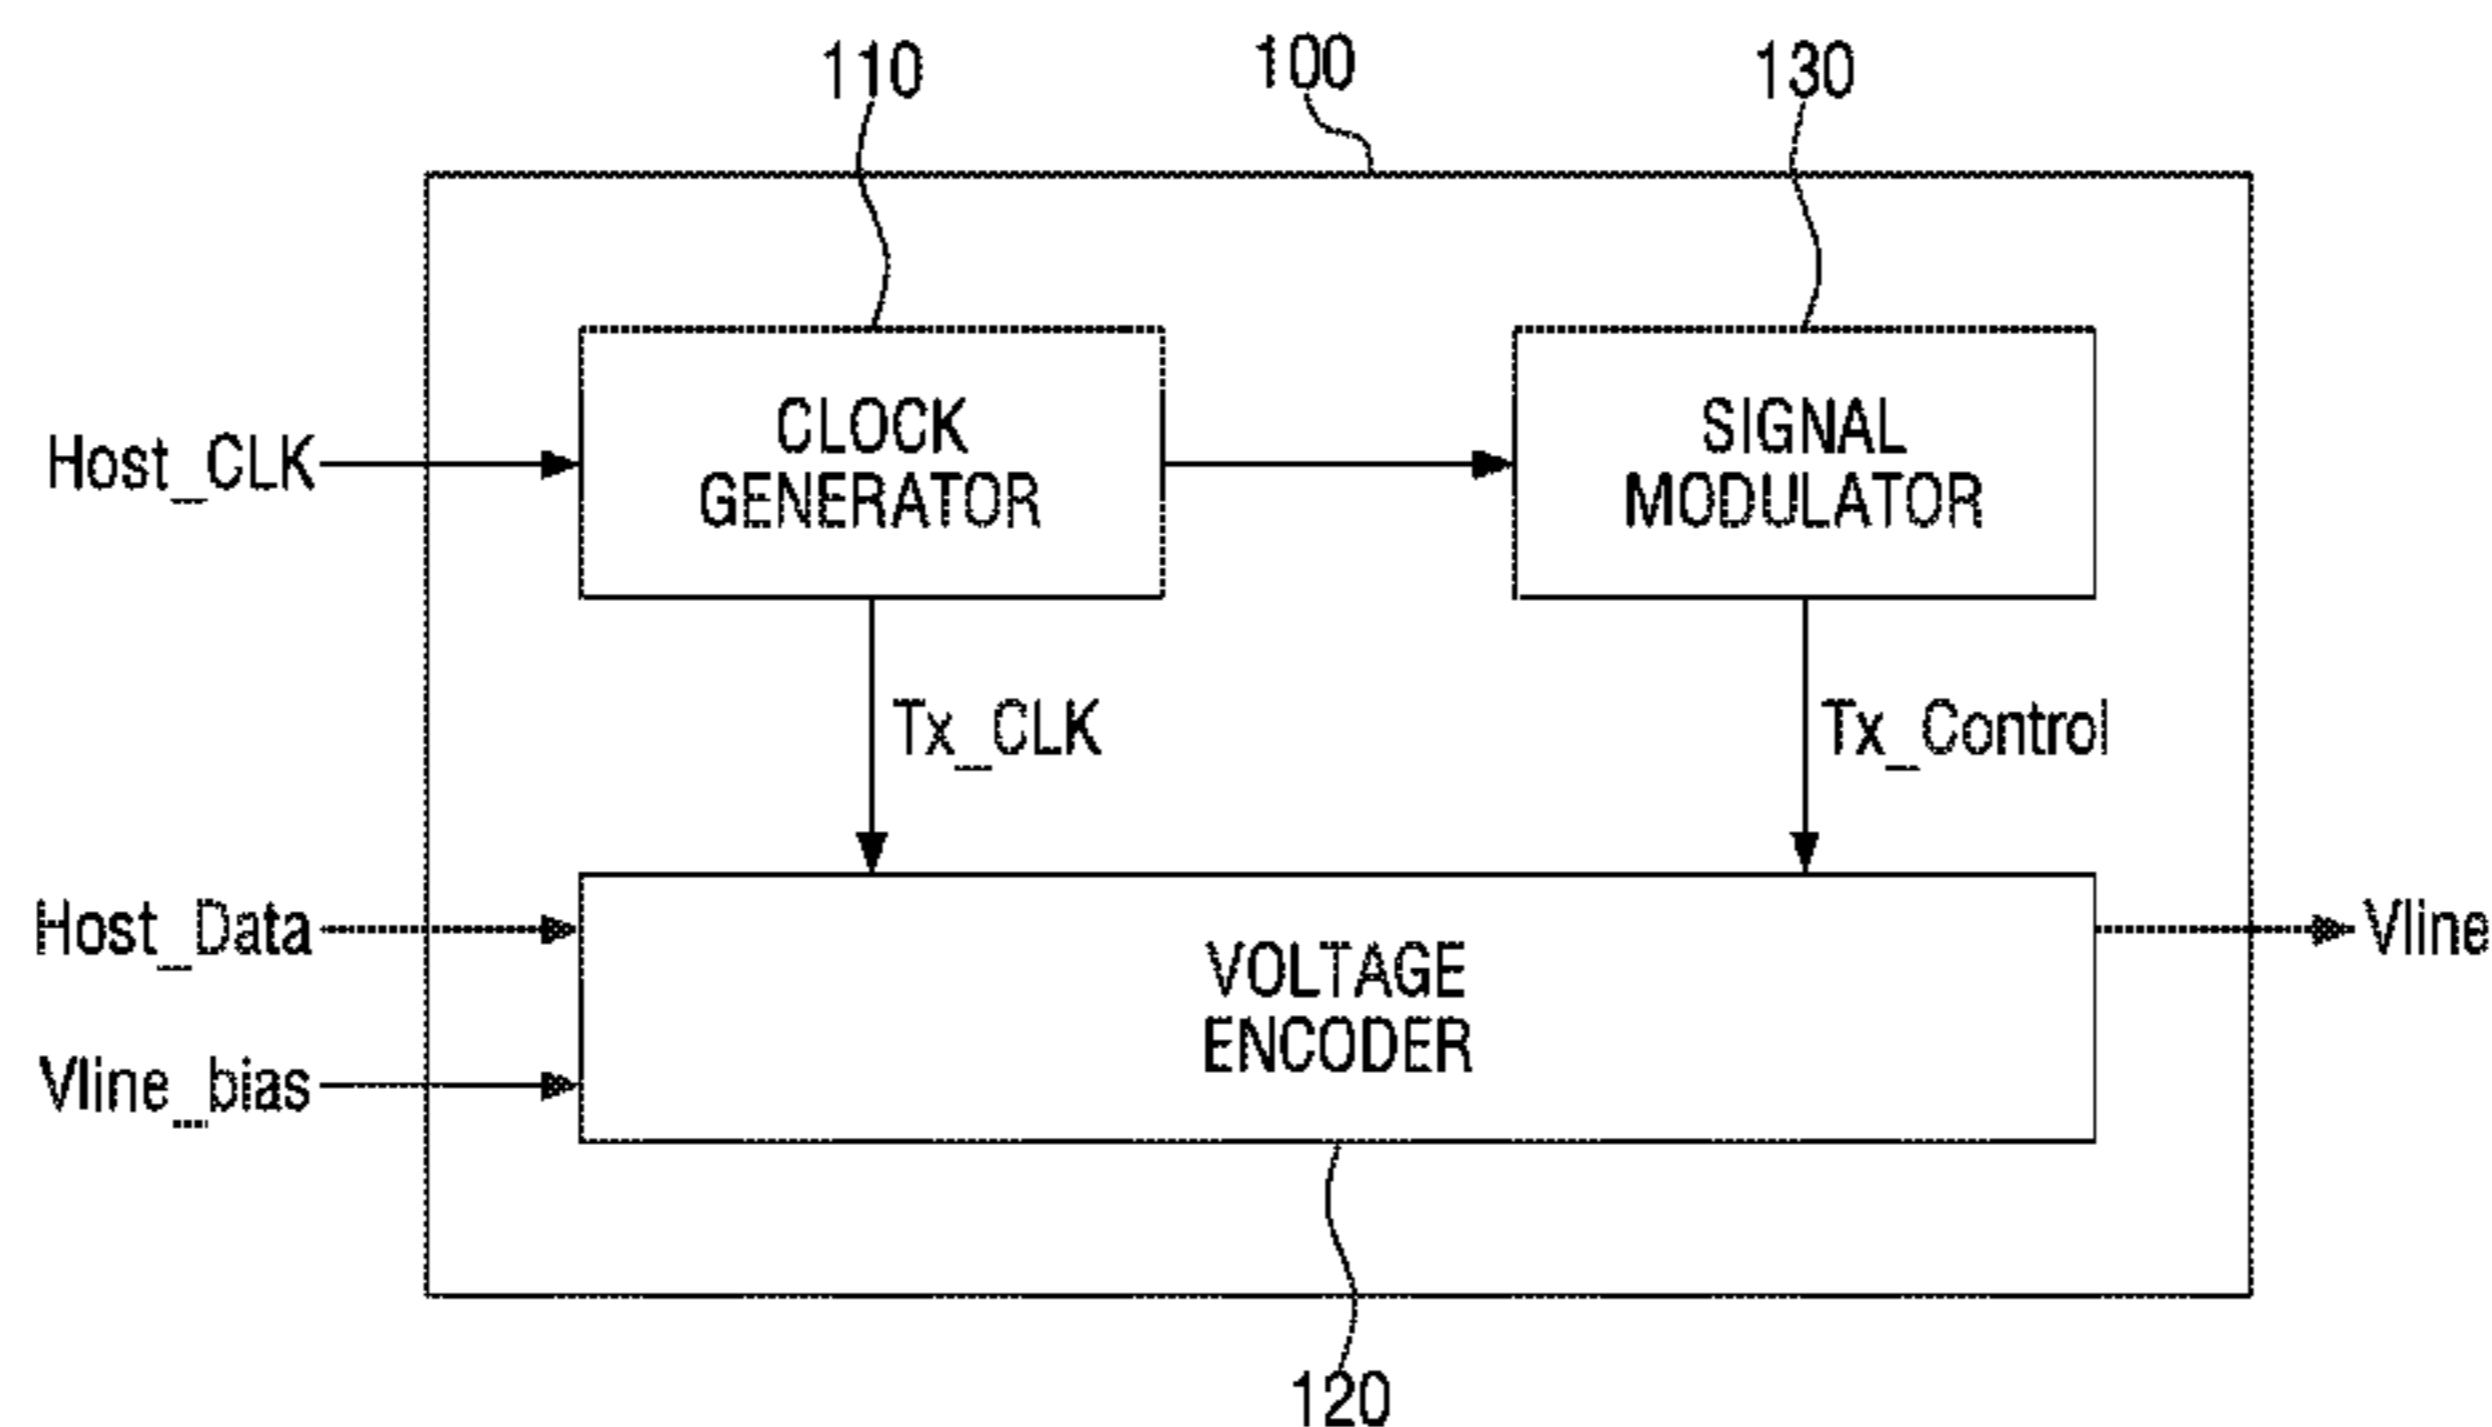 110
100
130
Host_CLK
CLOCK
GENERATOR
SIGNAL
MODULATOR
Tx_CLK
Tx_Control
Host_Data
Vline_bias
VOLTAGE
ENCODER
Vline
120